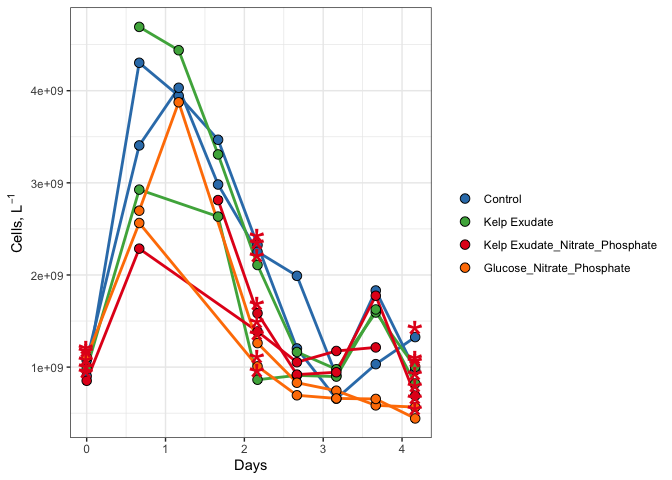 4e+09
3e+09
2e+09
1e+09
Cells, L⁻¹
0 1 2 3 4
Days
Control
Kelp Exudate
Kelp Exudate_Nitrate_Phosphate
Glucose_Nitrate_Phosphate